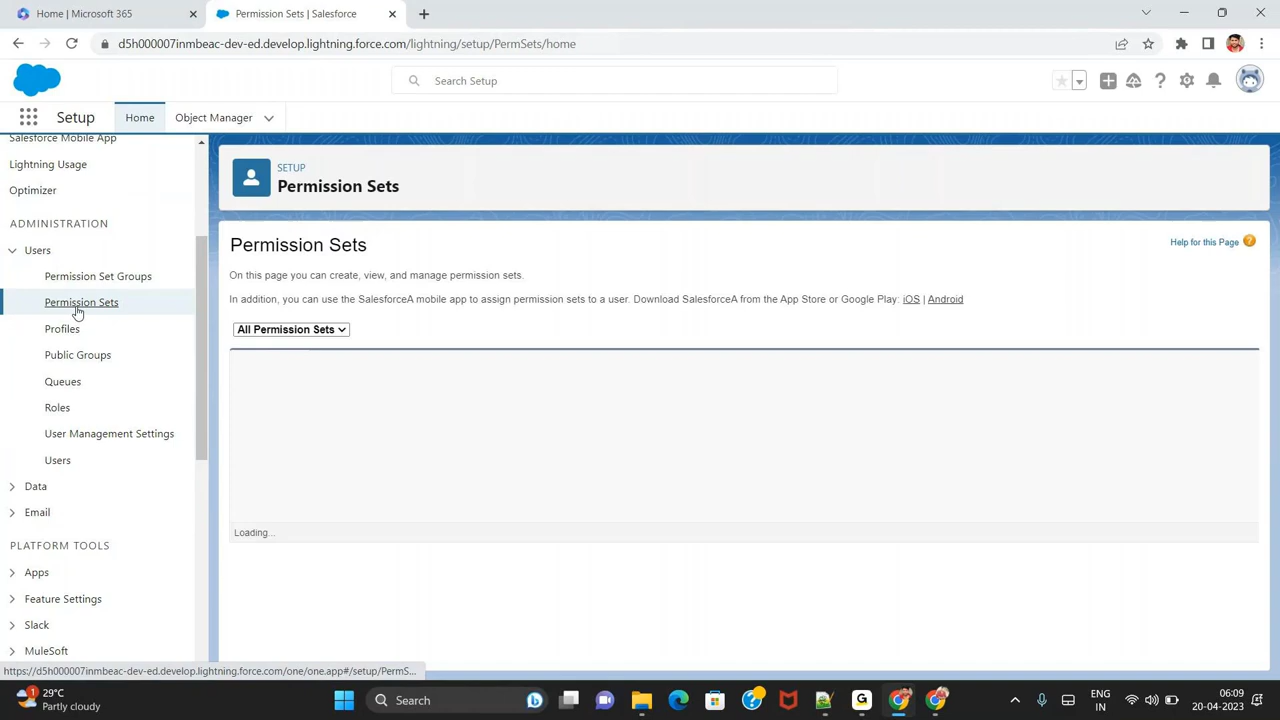 Home | Microsoft 365
Permission Sets | Salesforce
d5h000007inmbeac-dev-ed.develop.lightning.force.com/lightning/setup/PermSets/home
Search Setup
Setup
Home
Object Manager
Salesforce Mobile App
Lightning Usage
Optimizer
ADMINISTRATION
Users
Permission Set Groups
Permission Sets
Profiles
Public Groups
Queues
Roles
User Management Settings
Users
Data
Email
PLATFORM TOOLS
Apps
Feature Settings
Slack
MuleSoft
SETUP
Permission Sets
Permission Sets
Help for this Page ?
On this page you can create, view, and manage permission sets.
In addition, you can use the SalesforceA mobile app to assign permission sets to a user. Download SalesforceA from the App Store or Google Play: iOS | Android
All Permission Sets
Loading...
https://d5h000007inmbeac-dev-ed.develop.lightning.force.com/one/one.app#/setup/PermS...
1
29°C
Partly cloudy
Search
ENG
IN
06:09
20-04-2023